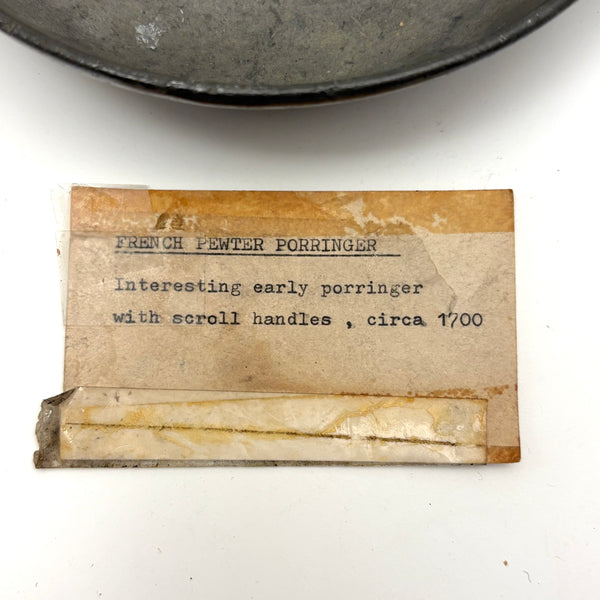 FRENCH PEWTER PORRINGER
Interesting early porringer
with scroll handles , circa 1700